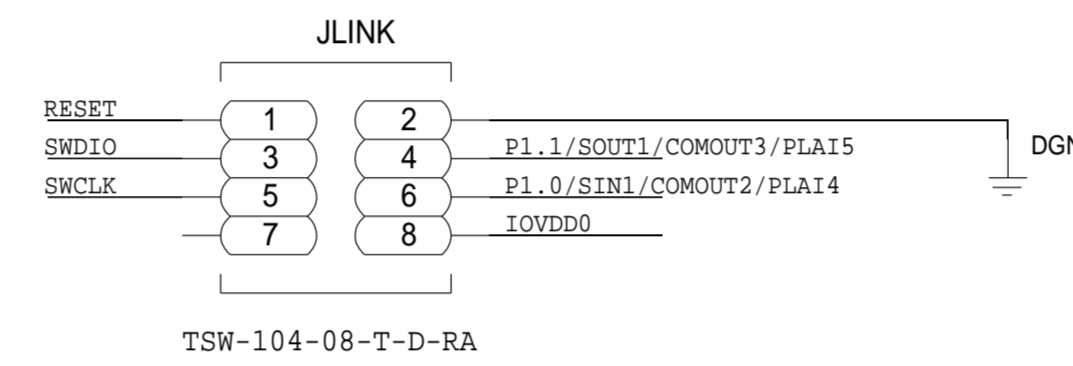 JLINK
RESET 1 2
SWDIO 3 4 P1.1/SOUT1/COMOUT3/PLAI5 DGN
SWCLK 5 6 P1.0/SIN1/COMOUT2/PLAI4
7 8 IOVDD0
TSW-104-08-T-D-RA